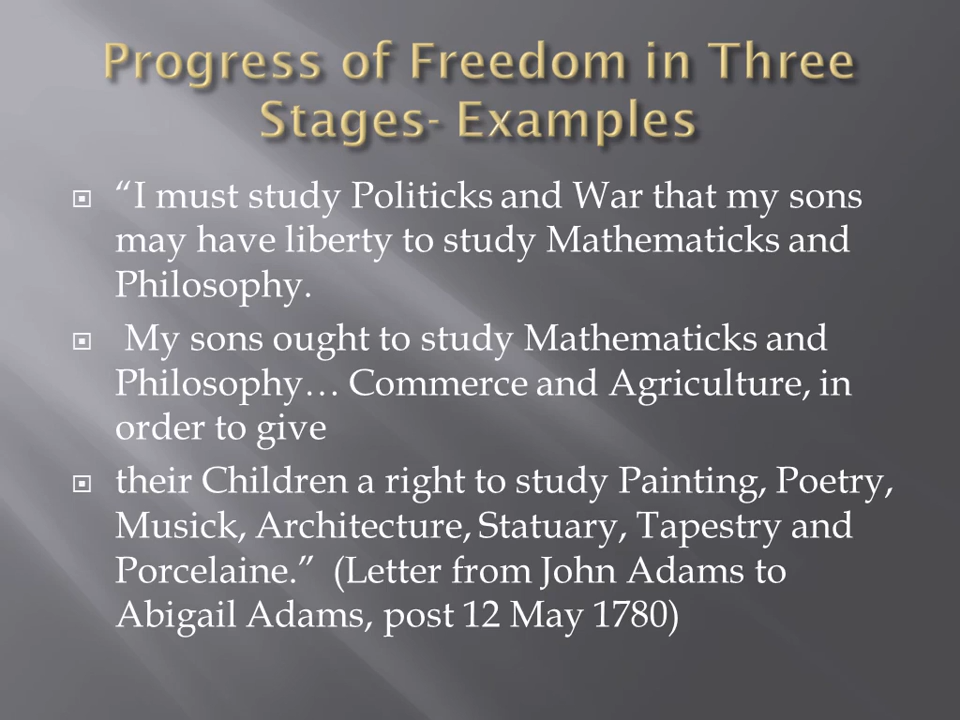 Progress of Freedom in Three
Stages- Examples
“I must study Politicks and War that my sons
may have liberty to study Mathematicks and
Philosophy.
My sons ought to study Mathematicks and
Philosophy… Commerce and Agriculture, in
order to give
their Children a right to study Painting, Poetry,
Musick, Architecture, Statuary, Tapestry and
Porcelaine.” (Letter from John Adams to
Abigail Adams, post 12 May 1780)